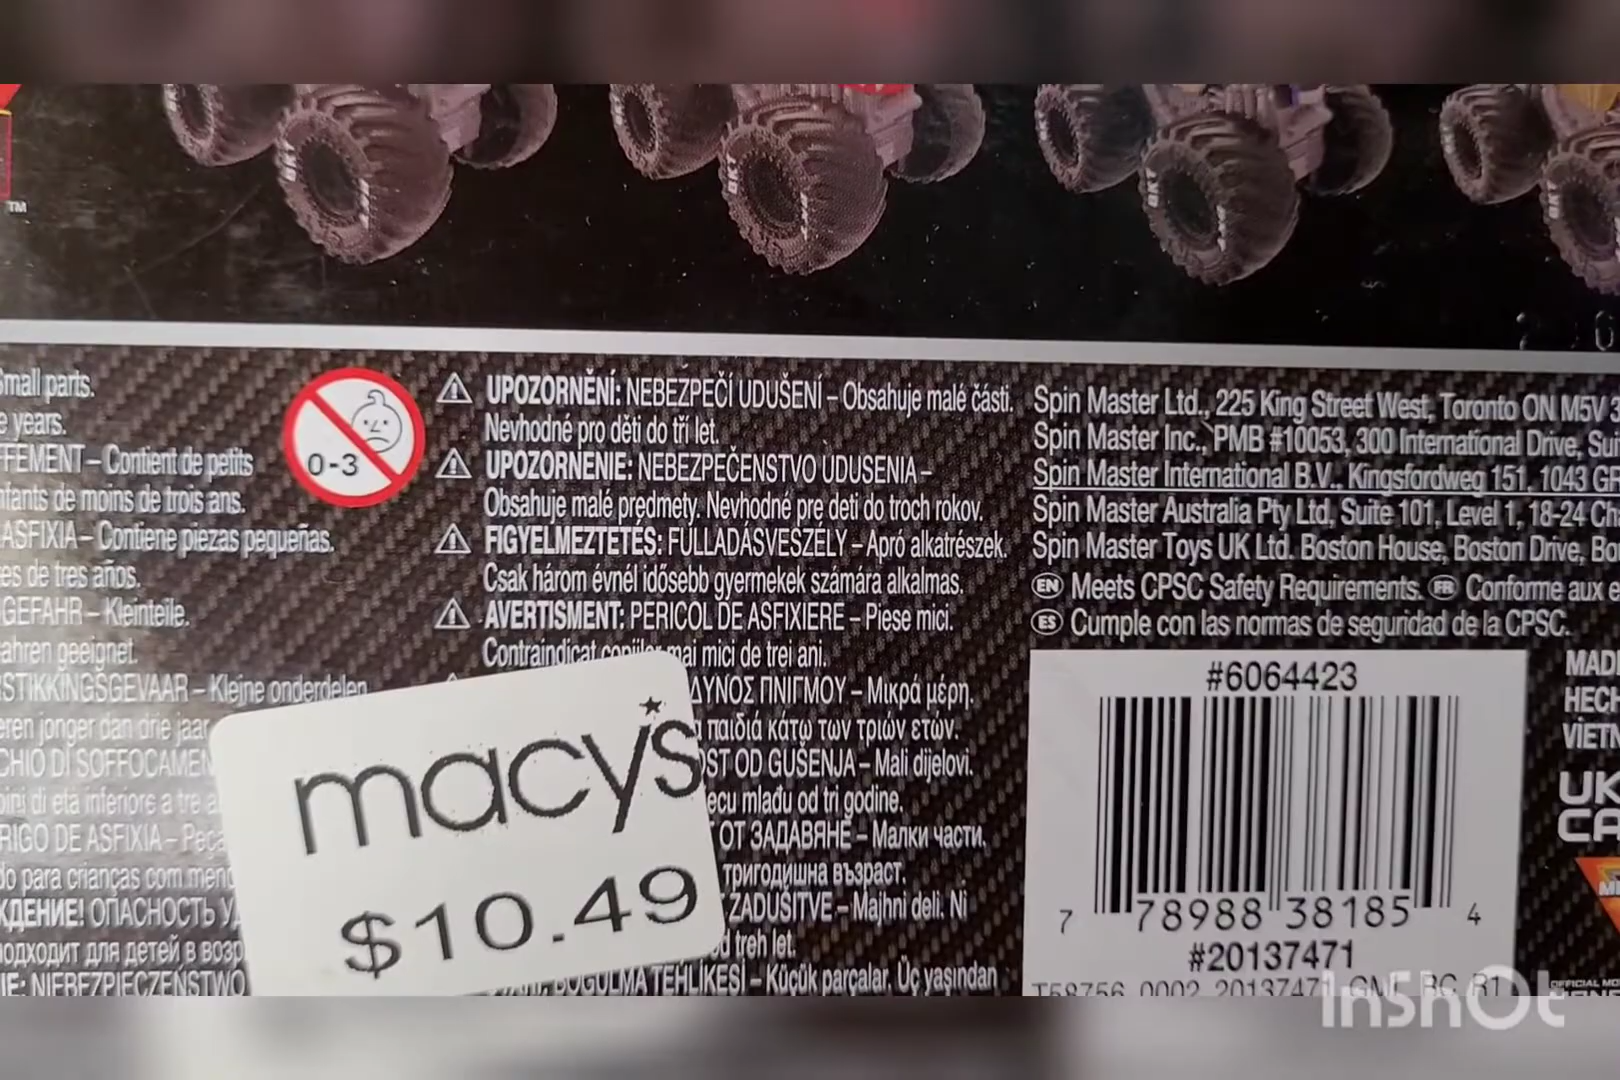 TM
Small parts.
e years.
FFEMENT – Contient de petits
nfants de moins de trois ans.
ASFIXIA – Contiene piezas pequeñas.
es de tres años.
GEFAHR – Kleinteile.
ahren geeignet.
STIKKINGSGEVAAR – Kleine onderdelen
eren jonger dan drie jaar
CHIO DI SOFFOCAMEN
bini di età inferiore a tre a
RIGO DE ASFIXIA – Peça
do para crianças com meno
ЖДЕНИЕ! ОПАСНОСТЬ У
подходит для детей в возр
IE: NIEBEZPIECZEŃSTWO
0-3
UPOZORNĚNÍ: NEBEZPEČÍ UDUŠENÍ – Obsahuje malé části.
Nevhodné pro děti do tří let.
UPOZORNENIE: NEBEZPEČENSTVO UDUSENIA –
Obsahuje malé predmety. Nevhodné pre deti do troch rokov.
FIGYELMEZTETÉS: FULLADÁSVESZÉLY – Apró alkatrészek.
Csak három évnél idősebb gyermekek számára alkalmas.
AVERTISMENT: PERICOL DE ASFIXIERE – Piese mici.
Contraindicat copiilor mai mici de trei ani.
ΔΥΝΟΣ ΠΝΙΓΜΟΥ – Μικρά μέρη.
παιδιά κάτω των τριών ετών.
OST OD GUŠENJA – Mali dijelovi.
ecu mlađu od tri godine.
ОТ ЗАДАВЯНЕ – Малки части.
тригодишна възраст.
ZADUŠITVE – Majhni deli. Ni
d treh let.
BOĞULMA TEHLİKESİ – Küçük parçalar. Üç yaşından
macy's
$10.49
Spin Master Ltd., 225 King Street West, Toronto ON M5V 3
Spin Master Inc., PMB #10053, 300 International Drive, Sui
Spin Master International B.V., Kingsfordweg 151, 1043 GR
Spin Master Australia Pty Ltd, Suite 101, Level 1, 18-24 Ch
Spin Master Toys UK Ltd. Boston House, Boston Drive, Bo
EN Meets CPSC Safety Requirements. FR Conforme aux e
ES Cumple con las normas de seguridad de la CPSC.
#6064423
7 78988 38185 4
#20137471
T58756 0002 20137471 GML RC R1
MADE
HECH
VIETN
UK
CA
OFFICIAL MO
InShOt